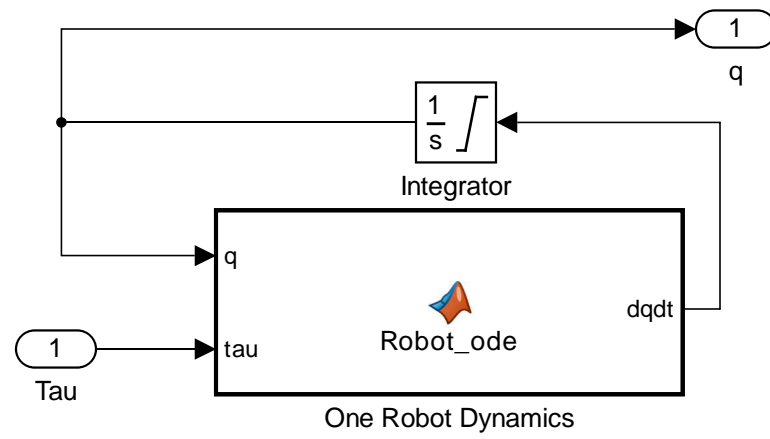 1
q
1
s
Integrator
q
tau
Robot_ode
dqdt
1
Tau
One Robot Dynamics